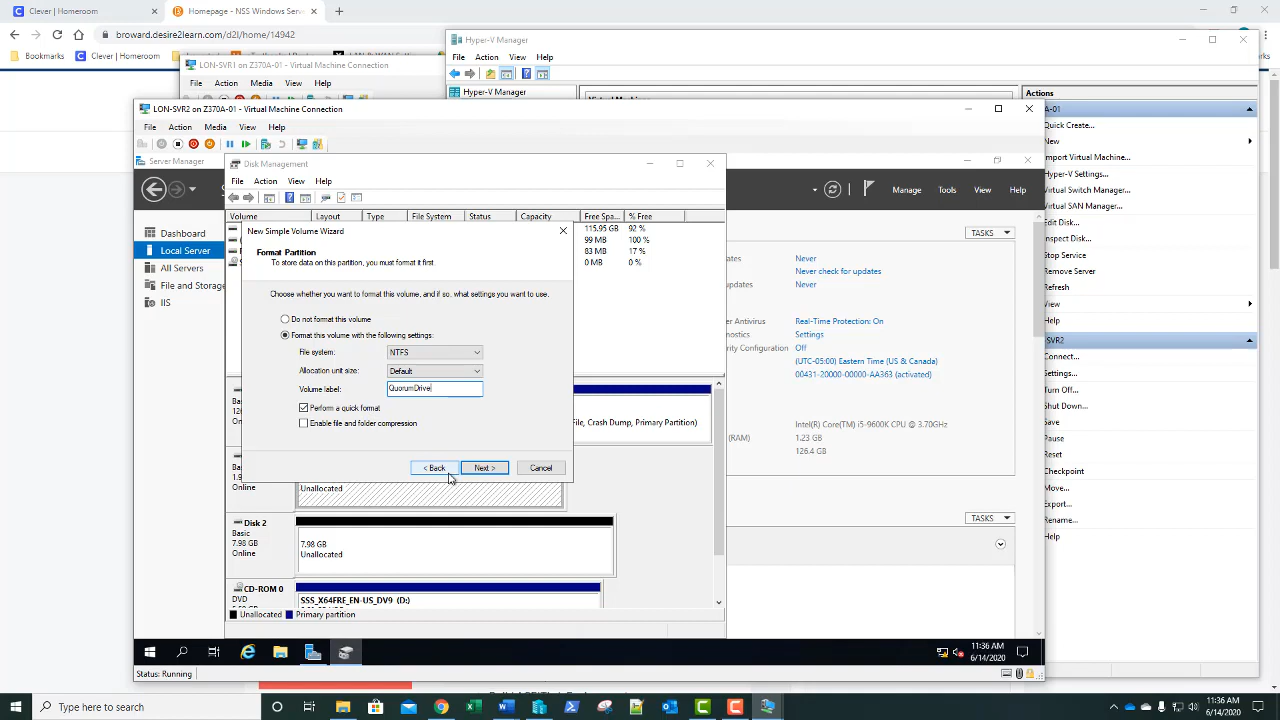 Clever | Homeroom
Homepage - NSS Windows Serv
broward.desire2learn.com/d2l/home/14942
Bookmarks
Clever | Homeroom
Hyper-V Manager
File Action View Help
Hyper-V Manager
Actions
LON-SVR1 on Z370A-01 - Virtual Machine Connection
File Action Media View Help
LON-SVR2 on Z370A-01 - Virtual Machine Connection
File Action Media View Help
Server Manager
Disk Management
File Action View Help
Manage Tools View Help
Volume Layout Type File System Status Capacity Free Spa... % Free
115.95 GB 92 %
99 MB 100 %
83 MB 17 %
0 MB 0 %
Dashboard
Local Server
All Servers
File and Storage
IIS
New Simple Volume Wizard
Format Partition
To store data on this partition, you must format it first.
Choose whether you want to format this volume, and if so, what settings you want to use.
Do not format this volume
Format this volume with the following settings:
File system: NTFS
Allocation unit size: Default
Volume label: QuorumDrive
Perform a quick format
Enable file and folder compression
< Back Next > Cancel
TASKS
Never
Never check for updates
Never
Real-Time Protection: On
Settings
Off
(UTC-05:00) Eastern Time (US & Canada)
00431-20000-00000-AA363 (activated)
Intel(R) Core(TM) i5-9600K CPU @ 3.70GHz
(RAM) 1.23 GB
126.4 GB
TASKS
File, Crash Dump, Primary Partition)
Online
Unallocated
Disk 2
Basic
7.98 GB
Online
7.98 GB
Unallocated
CD-ROM 0
DVD
SSS_X64FRE_EN-US_DV9 (D:)
Unallocated Primary partition
A-01
Quick Create...
New
Import Virtual Machine...
Hyper-V Settings...
Virtual Switch Manager...
Virtual SAN Manager...
Edit Disk...
Inspect Disk...
Stop Service
Remove Server
Refresh
View
Help
SVR2
Connect...
Settings...
Turn Off...
Save
Pause
Reset
Checkpoint
Move...
Export...
Rename...
Help
11:36 AM
6/14/2020
Status: Running
Type here to search
11:36 AM
6/14/2020